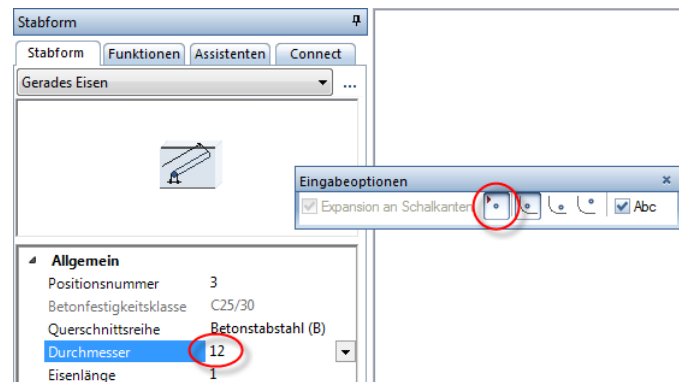 Stabform
Stabform Funktionen Assistenten Connect
Gerades Eisen ...
Eingabeoptionen
Expansion an Schalkanten Abc
Allgemein
Positionsnummer 3
Betonfestigkeitsklasse C25/30
Querschnittsreihe Betonstabstahl (B)
Durchmesser 12
Eisenlänge 1